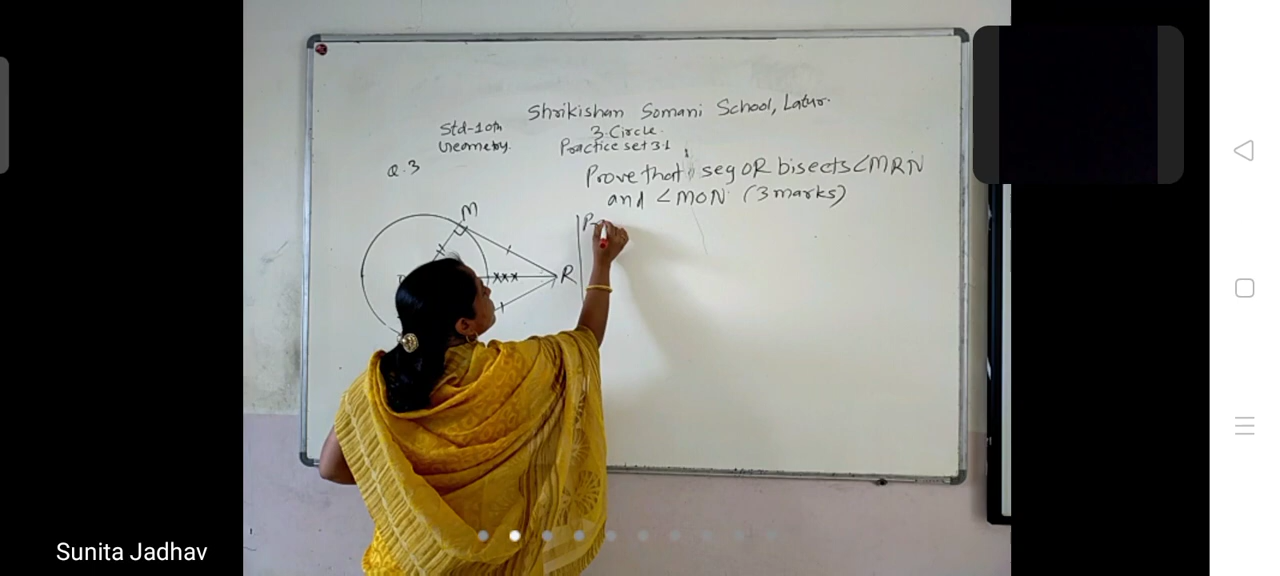 Shrikishan Somani School, Latur.
Std-10th
3. Circle.
Geometry.
Practice set 3.1
Q.3
Prove that seg OR bisects ∠MRN
and ∠MON (3 marks)
M
R
Sunita Jadhav